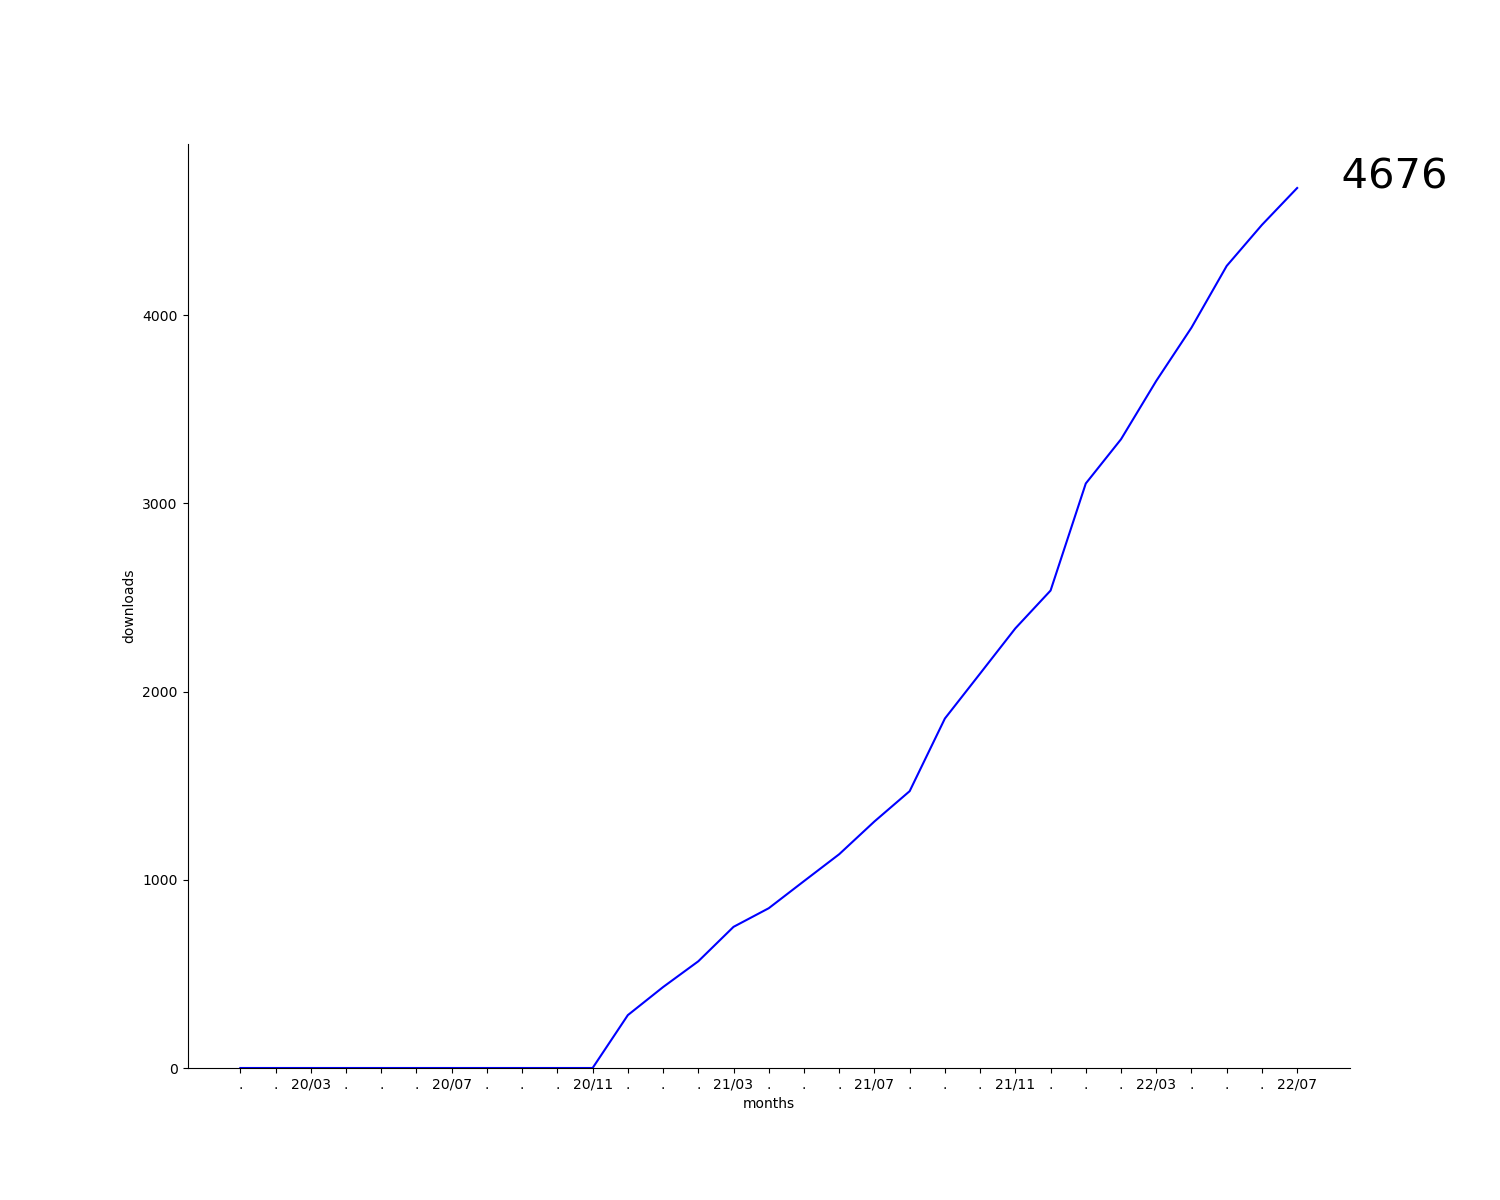 4676
4000
3000
2000
1000
0
downloads
. . 20/03 . . . 20/07 . . . 20/11 . . . 21/03 . . . 21/07 . . . 21/11 . . . 22/03 . . . 22/07
months